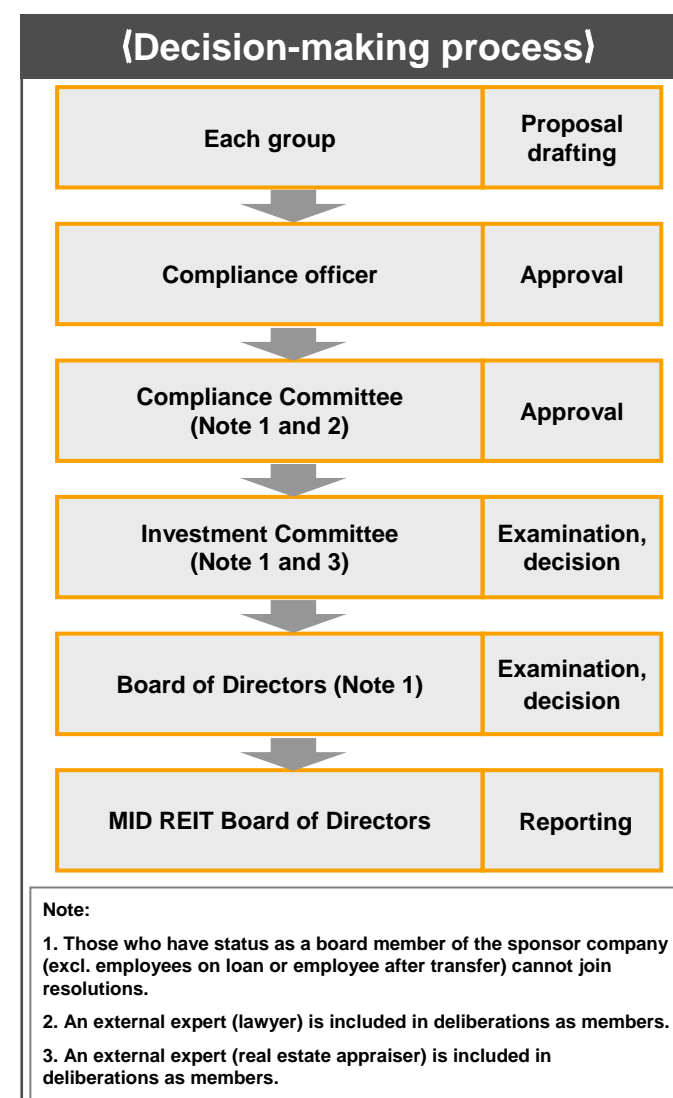 ⟪Decision-making process⟫
Each group
Proposal
drafting
Compliance officer
Approval
Compliance Committee
(Note 1 and 2)
Approval
Investment Committee
(Note 1 and 3)
Examination,
decision
Board of Directors (Note 1)
Examination,
decision
MID REIT Board of Directors
Reporting
Note:
1. Those who have status as a board member of the sponsor company
(excl. employees on loan or employee after transfer) cannot join
resolutions.
2. An external expert (lawyer) is included in deliberations as members.
3. An external expert (real estate appraiser) is included in
deliberations as members.